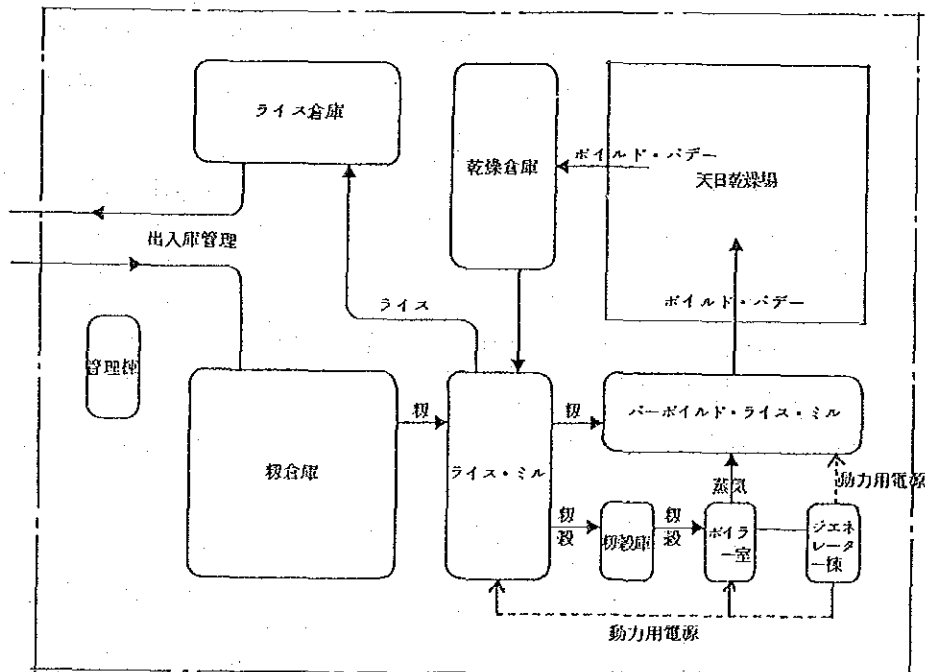 ライス倉庫
乾燥倉庫
ボイルド・パデー
天日乾燥場
出入庫管理
ライス
ボイルド・パデー
管理棟
籾倉庫
籾
ライス・ミル
籾
パーボイルド・ライス・ミル
籾
殻
籾殻庫
籾
殻
蒸気
ボイラ
ー室
動力用電源
ジエネ
レータ
ー棟
動力用電源